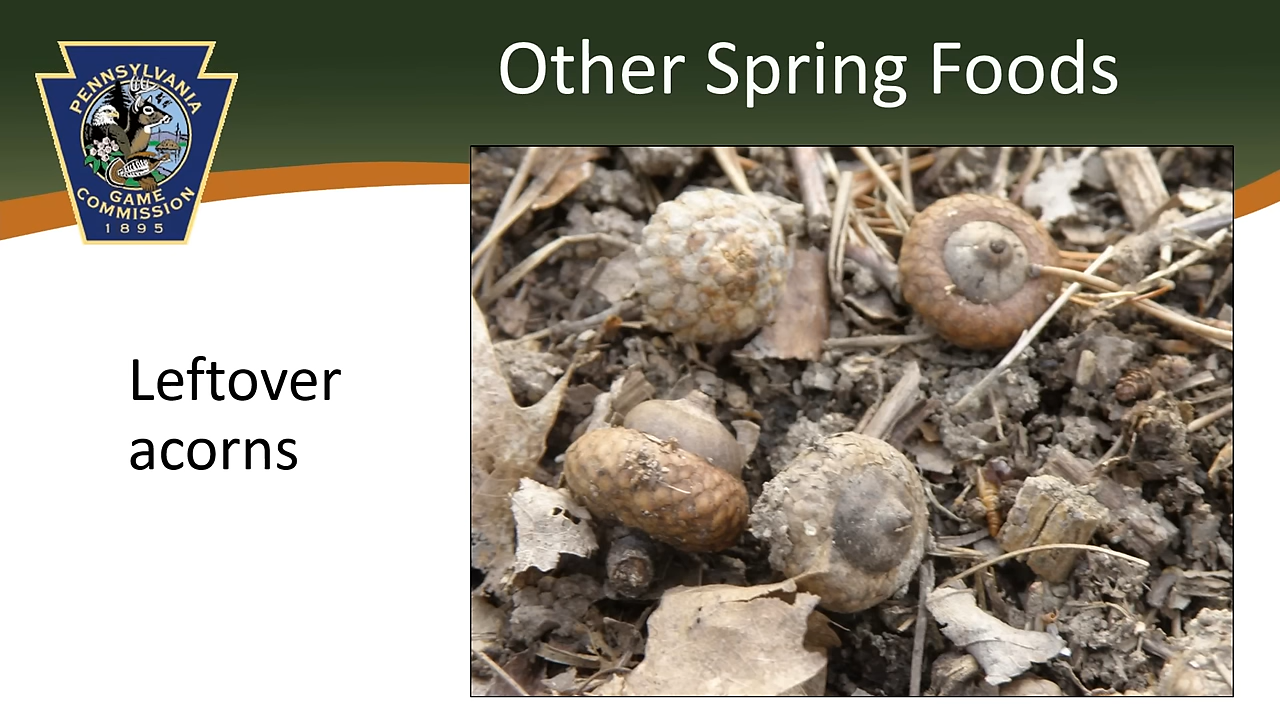 Other Spring Foods
PENNSYLVANIA
GAME
COMMISSION
1895
Leftover
acorns